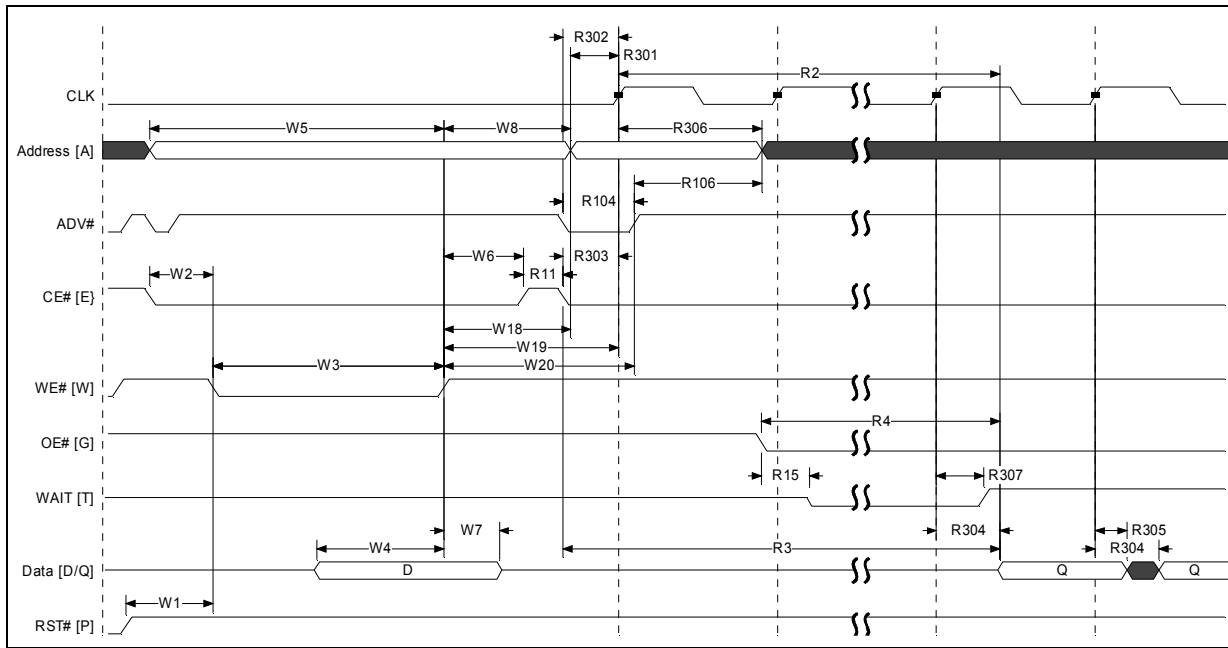 R302
R301
R2
CLK
W5
W8
R306
Address [A]
R106
R104
ADV#
W6
R303
W2
R11
CE# [E}
W18
W19
W3
W20
WE# [W]
R4
OE# [G]
R15
R307
WAIT [T]
W7
R304
R305
W4
R3
R304
Data [D/Q]
D
Q
Q
W1
RST# [P]